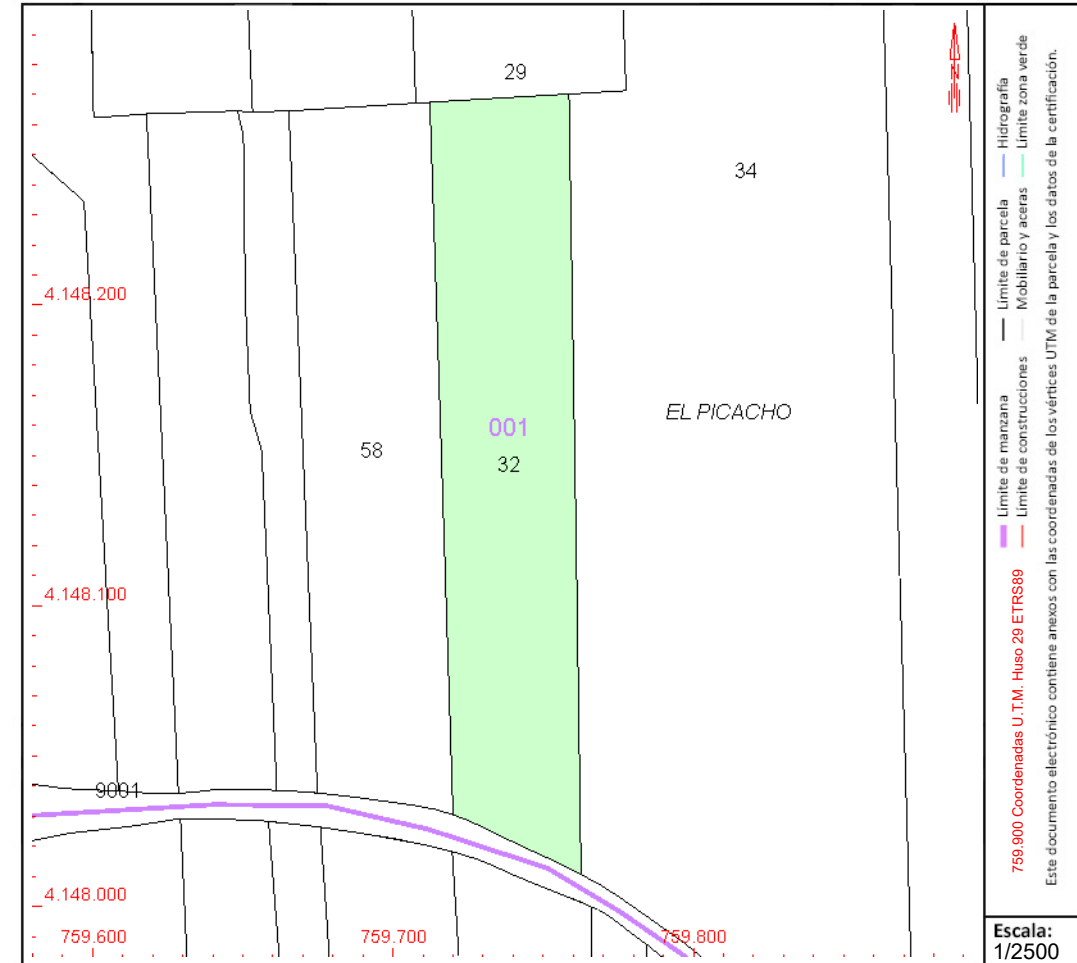 29
34
4.148.200
EL PICACHO
001
58
32
4.148.100
9001
4.148.000
759.600
759.700
759.800
N
Límite de manzana
Límite de parcela
Hidrografía
759.900 Coordenadas U.T.M. Huso 29 ETRS89
Límite de construcciones
Mobiliario y aceras
Límite zona verde
Este documento electrónico contiene anexos con las coordenadas de los vértices UTM de la parcela y los datos de la certificación.
Escala:
1/2500